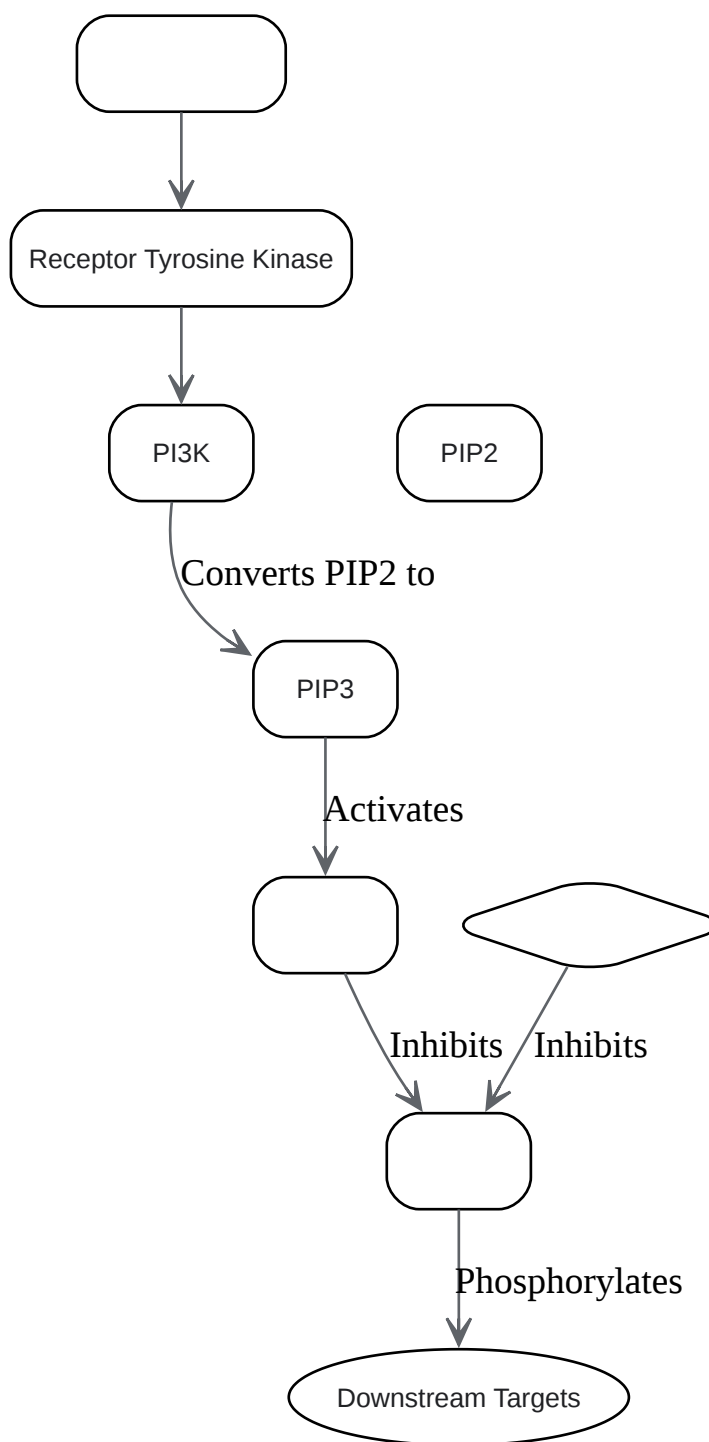 Receptor Tyrosine Kinase
PI3K
PIP2
Converts PIP2 to
PIP3
Activates
Inhibits
Inhibits
Phosphorylates
Downstream Targets